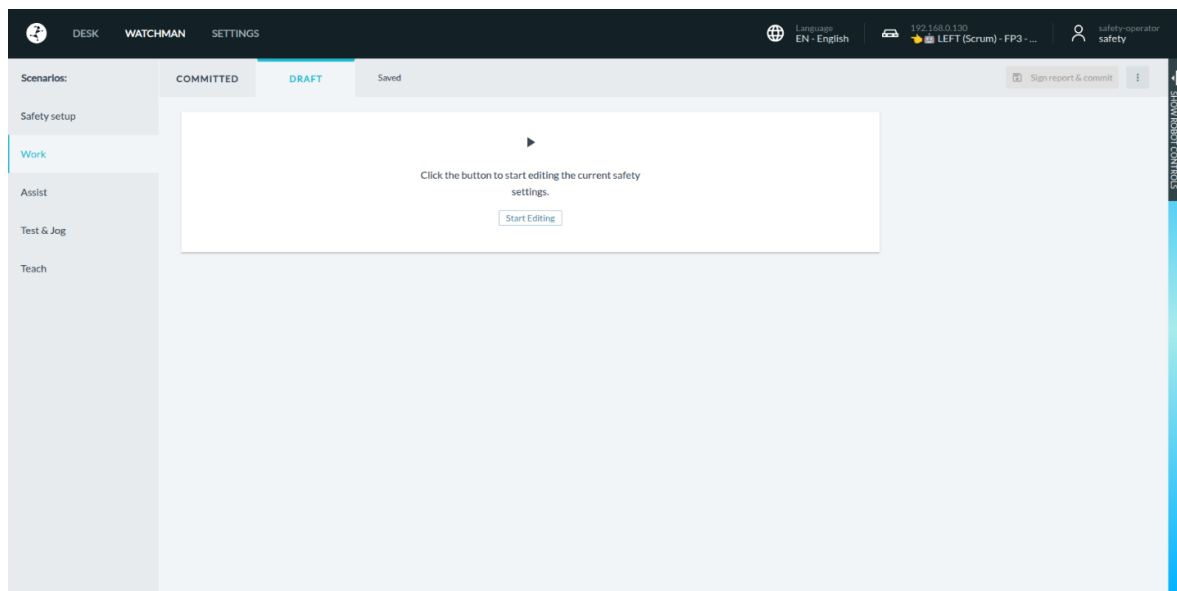 DESK WATCHMAN SETTINGS
Language
EN - English
192.168.0.130
👈🤖 LEFT (Scrum) - FP3 - ...
safety-operator
safety
Scenarios:
COMMITTED DRAFT Saved
Sign report & commit
Safety setup
Work
Assist
Test & Jog
Teach
Click the button to start editing the current safety
settings.
Start Editing
SHOW ROBOT CONTROLS